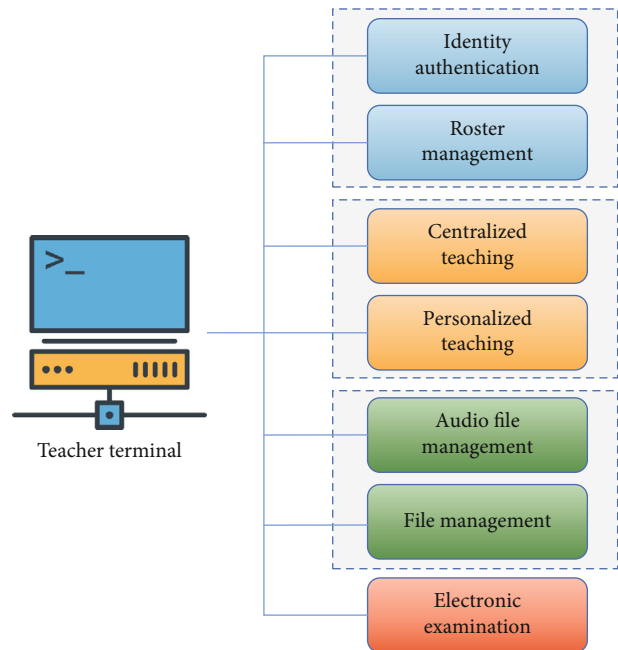 Identity
authentication
Roster
management
Centralized
teaching
>_
Personalized
teaching
Teacher terminal
Audio file
management
File management
Electronic
examination